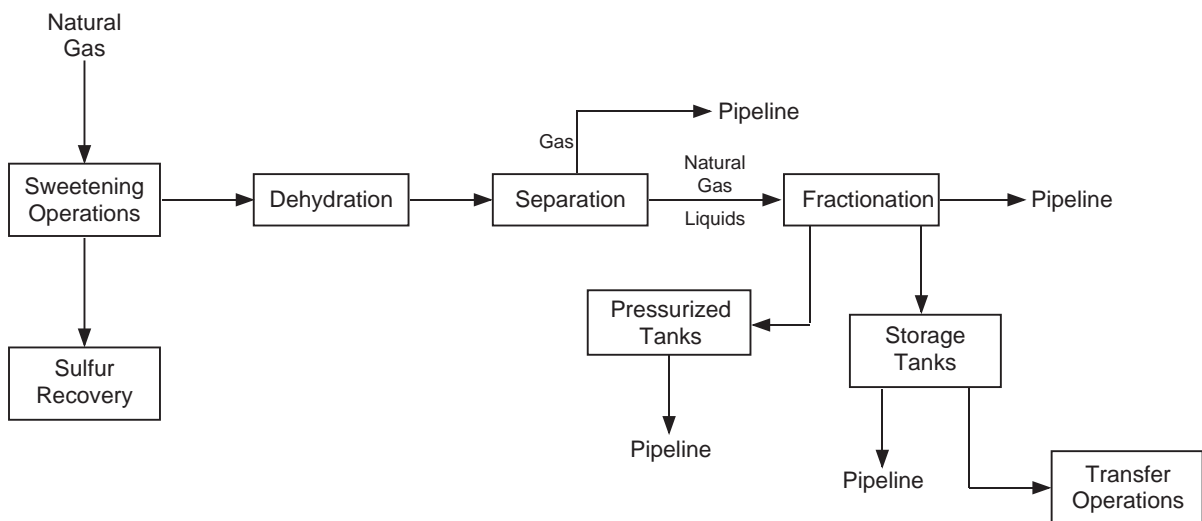 Natural
Gas
Sweetening
Operations
Dehydration
Separation
Gas
Pipeline
Natural
Gas
Liquids
Fractionation
Pipeline
Sulfur
Recovery
Pressurized
Tanks
Pipeline
Storage
Tanks
Pipeline
Transfer
Operations